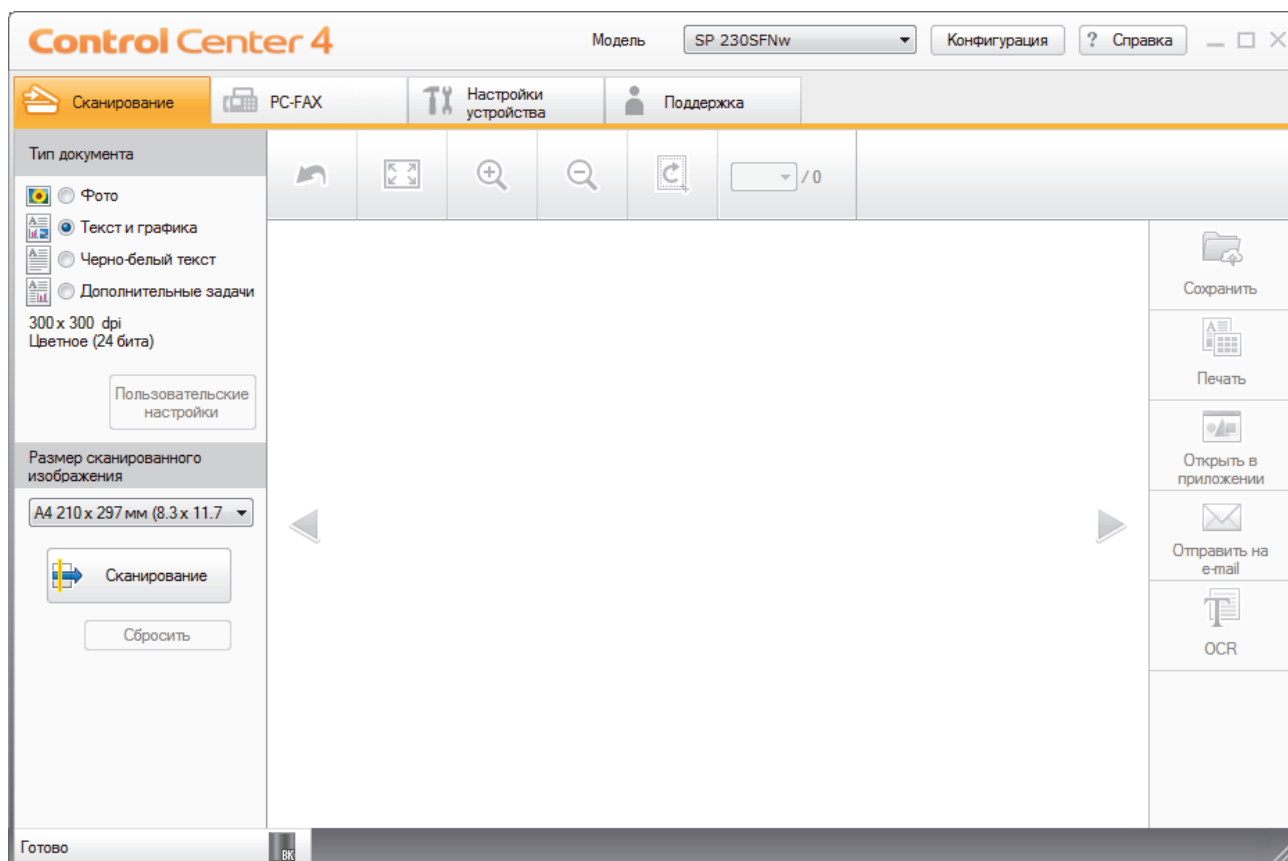 Control Center 4
Модель
SP 230SFNw
Конфигурация
? Справка
Сканирование
PC-FAX
Настройки
устройства
Поддержка
Тип документа
Фото
Текст и графика
Черно-белый текст
Дополнительные задачи
300 x 300 dpi
Цветное (24 бита)
Пользовательские
настройки
Размер сканированного
изображения
A4 210 x 297 мм (8.3 x 11.7
Сканирование
Сбросить
/ 0
Сохранить
Печать
Открыть в
приложении
Отправить на
e-mail
OCR
Готово
BK